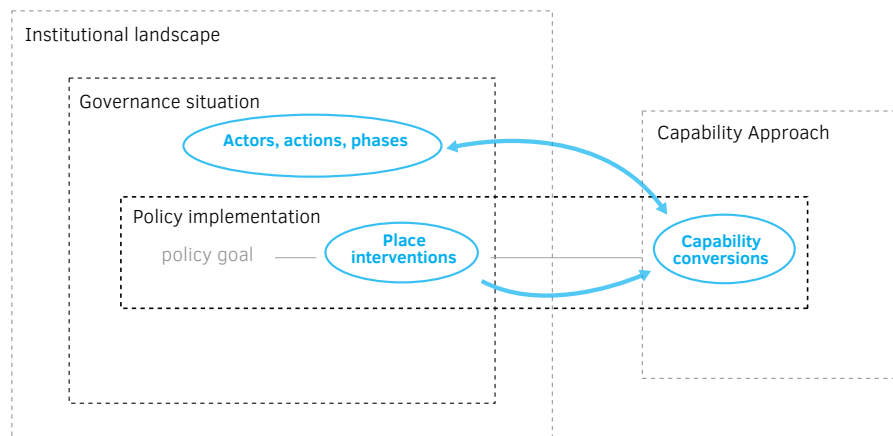 Institutional landscape
Governance situation
Actors, actions, phases
Capability Approach
Policy implementation
policy goal
Place
interventions
Capability
conversions